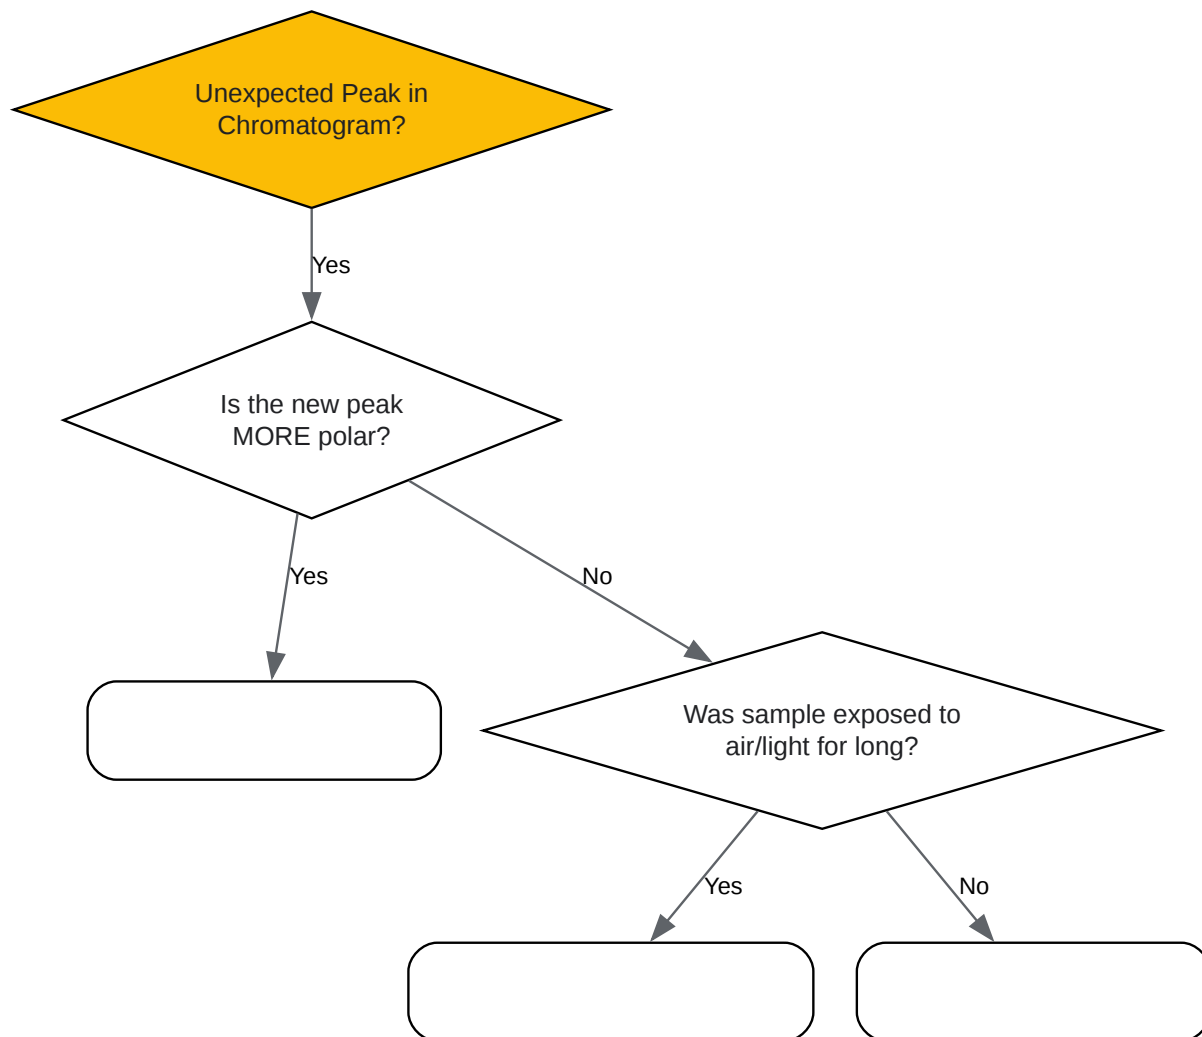 Unexpected Peak in
Chromatogram?
Yes
Is the new peak
MORE polar?
Yes
No
Was sample exposed to
air/light for long?
Yes
No